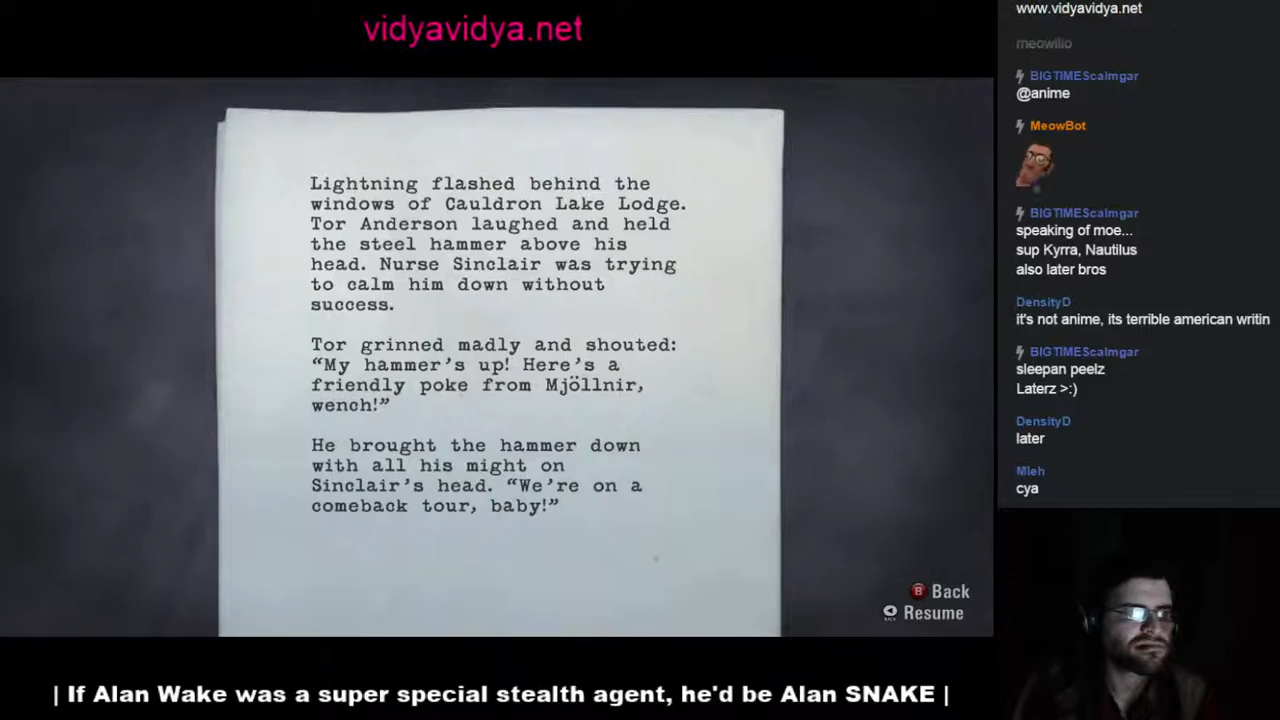 vidyavidya.net
Lightning flashed behind the
windows of Cauldron Lake Lodge.
Tor Anderson laughed and held
the steel hammer above his
head. Nurse Sinclair was trying
to calm him down without
success.
Tor grinned madly and shouted:
“My hammer’s up! Here’s a
friendly poke from Mjöllnir,
wench!”
He brought the hammer down
with all his might on
Sinclair’s head. “We’re on a
comeback tour, baby!”
B Back
BACK Resume
| If Alan Wake was a super special stealth agent, he'd be Alan SNAKE |
www.vidyavidya.net
meowilio
BIGTIMEScalmgar
@anime
MeowBot
BIGTIMEScalmgar
speaking of moe...
sup Kyrra, Nautilus
also later bros
DensityD
it's not anime, its terrible american writin
BIGTIMEScalmgar
sleepan peelz
Laterz >:)
DensityD
later
Mleh
cya